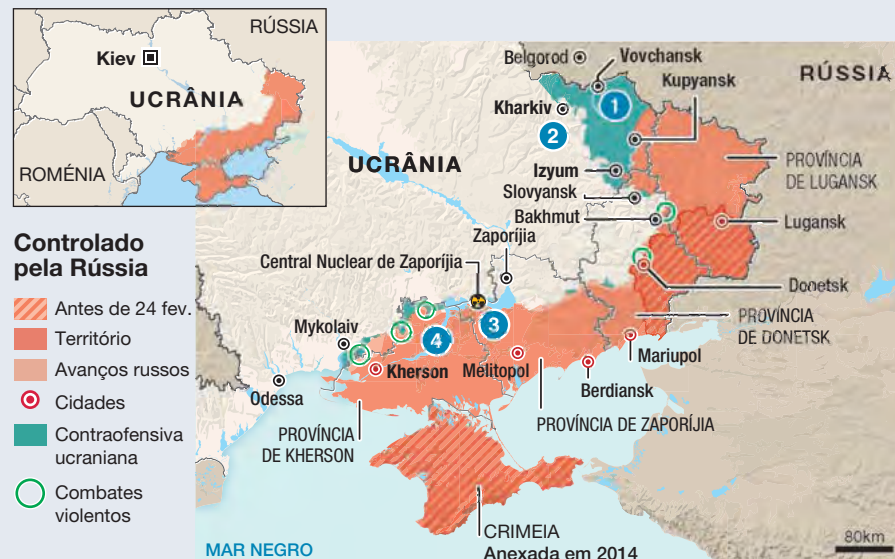 RÚSSIA
Kiev
UCRÂNIA
ROMÉNIA
Controlado
pela Rússia
Antes de 24 fev.
Território
Avanços russos
Cidades
Contraofensiva
ucraniana
Combates
violentos
Belgorod
Vovchansk
Kupyansk
RÚSSIA
Kharkiv
1
2
UCRÂNIA
Izyum
PROVÍNCIA
DE LUGANSK
Slovyansk
Bakhmut
Lugansk
Zaporíjia
Central Nuclear de Zaporíjia
Donetsk
PROVÍNCIA
DE DONETSK
Mykolaiv
3
4
Mariupol
Kherson
Melitopol
Berdiansk
Odessa
PROVÍNCIA
DE KHERSON
PROVÍNCIA DE ZAPORÍJIA
CRIMEIA
Anexada em 2014
MAR NEGRO
80km